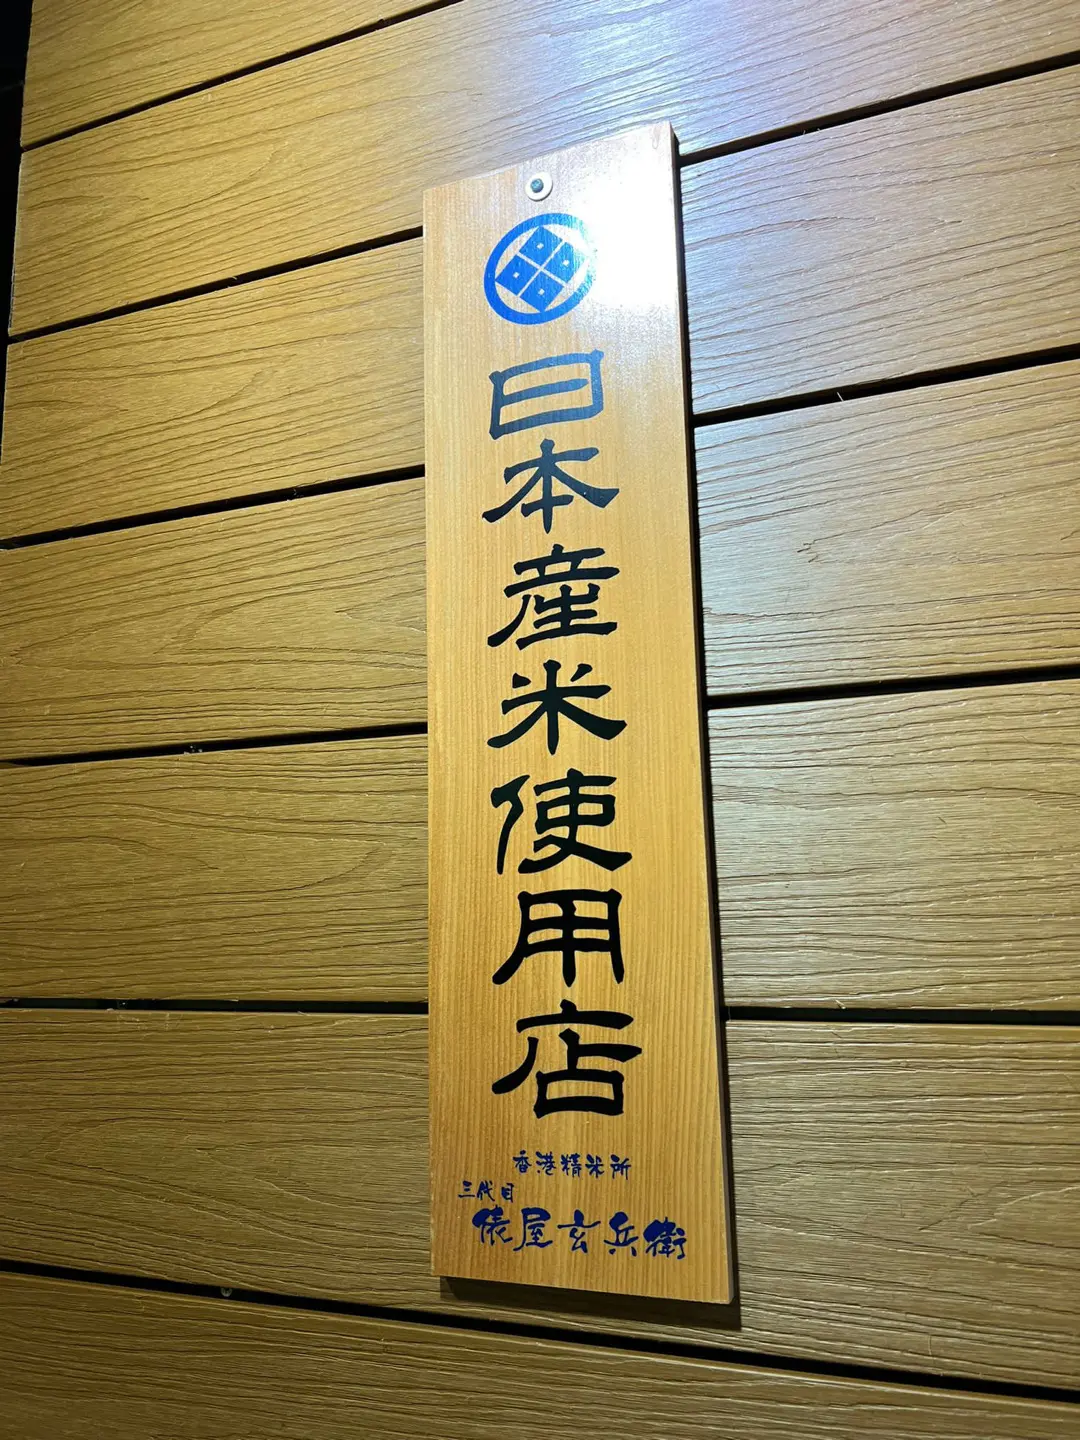 日本産米使用店
香港精米所
三代目
俵屋玄兵衛